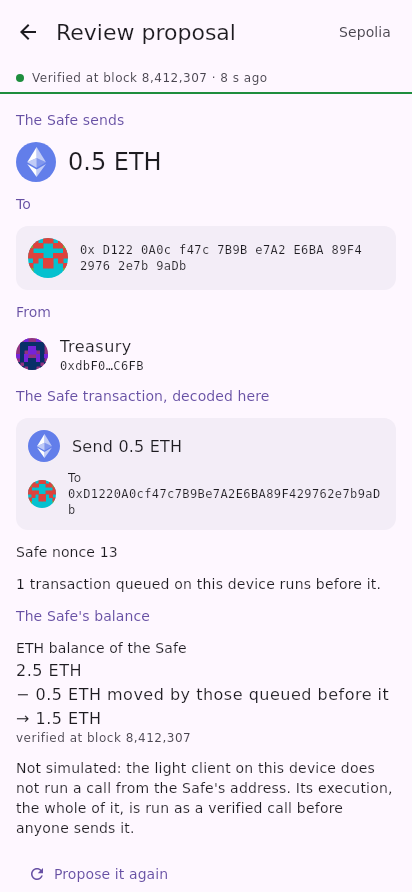 Review proposal
Sepolia
Verified at block 8,412,307 · 8 s ago
The Safe sends
0.5 ETH
To
0x D122 0A0c f47c 7B9B e7A2 E6BA 89F4
2976 2e7b 9aDb
From
Treasury
0xdbF0…C6FB
The Safe transaction, decoded here
Send 0.5 ETH
To
0xD1220A0cf47c7B9Be7A2E6BA89F429762e7b9aD
b
Safe nonce 13
1 transaction queued on this device runs before it.
The Safe's balance
ETH balance of the Safe
2.5 ETH
− 0.5 ETH moved by those queued before it
→ 1.5 ETH
verified at block 8,412,307
Not simulated: the light client on this device does
not run a call from the Safe's address. Its execution,
the whole of it, is run as a verified call before
anyone sends it.
Propose it again